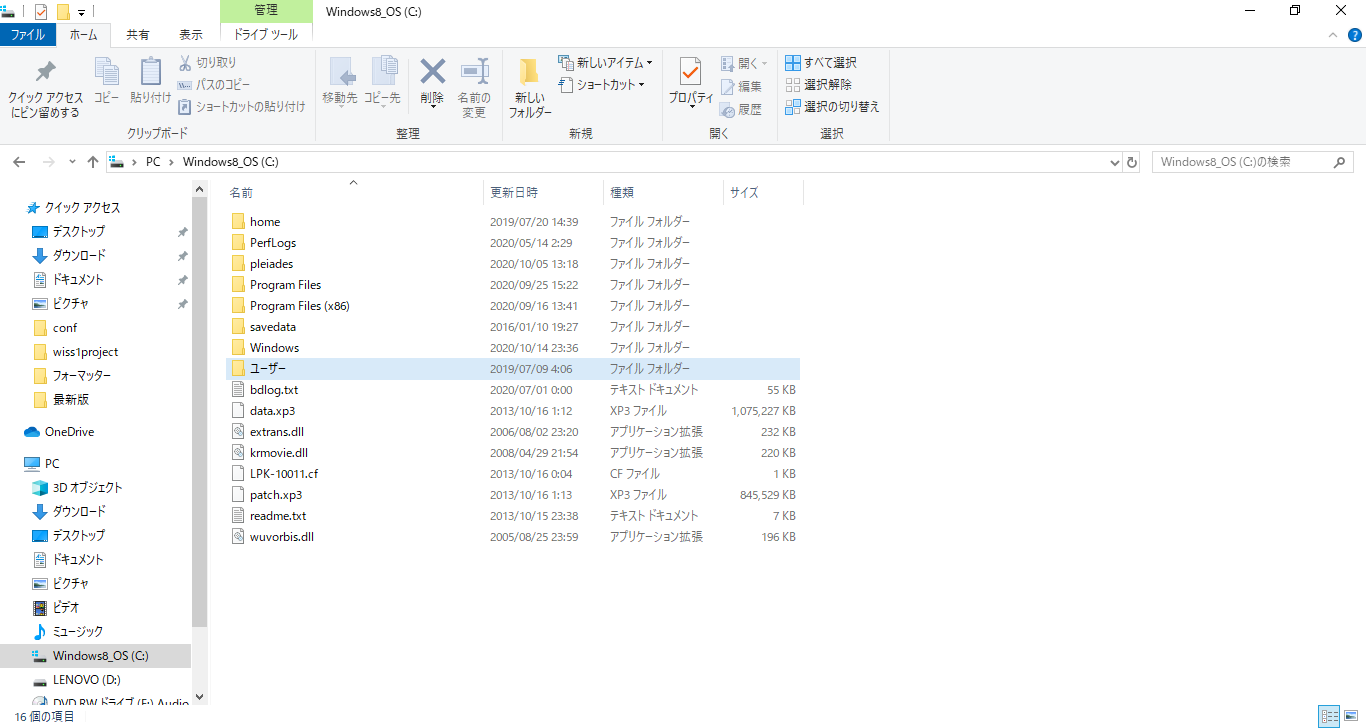 管理
Windows8_OS (C:)
ファイル ホーム 共有 表示 ドライブ ツール
クイック アクセス
にピン留めする
コピー
貼り付け
切り取り
パスのコピー
ショートカットの貼り付け
クリップボード
移動先
コピー先
削除
名前の
変更
整理
新しい
フォルダー
新しいアイテム
ショートカット
新規
プロパティ
開く
編集
履歴
開く
すべて選択
選択解除
選択の切り替え
選択
PC Windows8_OS (C:)
Windows8_OS (C:)の検索
クイック アクセス
デスクトップ
ダウンロード
ドキュメント
ピクチャ
conf
wiss1project
フォーマッター
最新版
OneDrive
PC
3D オブジェクト
ダウンロード
デスクトップ
ドキュメント
ピクチャ
ビデオ
ミュージック
Windows8_OS (C:)
LENOVO (D:)
DVD RW ドライブ (E:) Audio
名前 更新日時 種類 サイズ
home 2019/07/20 14:39 ファイル フォルダー
PerfLogs 2020/05/14 2:29 ファイル フォルダー
pleiades 2020/10/05 13:18 ファイル フォルダー
Program Files 2020/09/25 15:22 ファイル フォルダー
Program Files (x86) 2020/09/16 13:41 ファイル フォルダー
savedata 2016/01/10 19:27 ファイル フォルダー
Windows 2020/10/14 23:36 ファイル フォルダー
ユーザー 2019/07/09 4:06 ファイル フォルダー
bdlog.txt 2020/07/01 0:00 テキスト ドキュメント 55 KB
data.xp3 2013/10/16 1:12 XP3 ファイル 1,075,227 KB
extrans.dll 2006/08/02 23:20 アプリケーション拡張 232 KB
krmovie.dll 2008/04/29 21:54 アプリケーション拡張 220 KB
LPK-10011.cf 2013/10/16 0:04 CF ファイル 1 KB
patch.xp3 2013/10/16 1:13 XP3 ファイル 845,529 KB
readme.txt 2013/10/15 23:38 テキスト ドキュメント 7 KB
wuvorbis.dll 2005/08/25 23:59 アプリケーション拡張 196 KB
16 個の項目